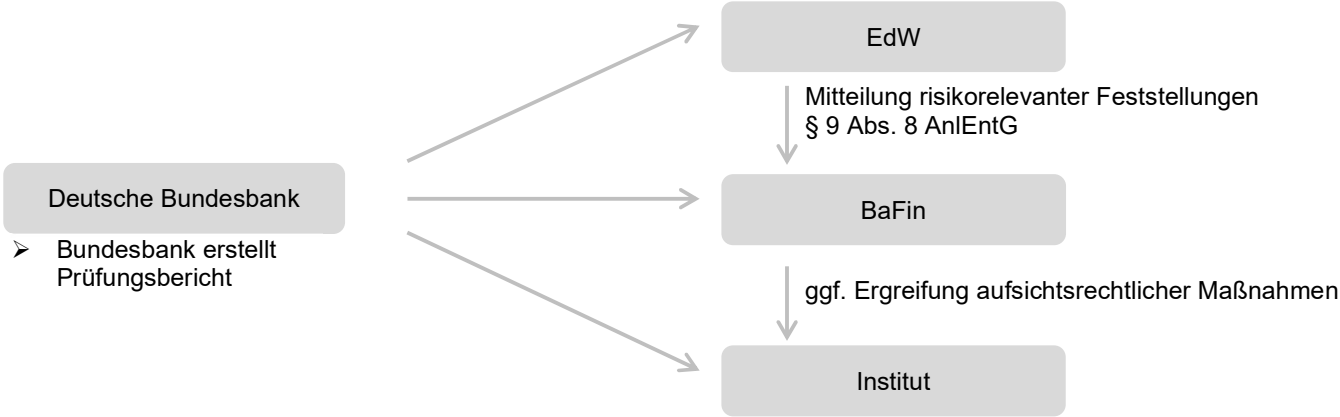 EdW
Mitteilung risikorelevanter Feststellungen
§ 9 Abs. 8 AnlEntG
Deutsche Bundesbank
➢ Bundesbank erstellt
Prüfungsbericht
BaFin
ggf. Ergreifung aufsichtsrechtlicher Maßnahmen
Institut